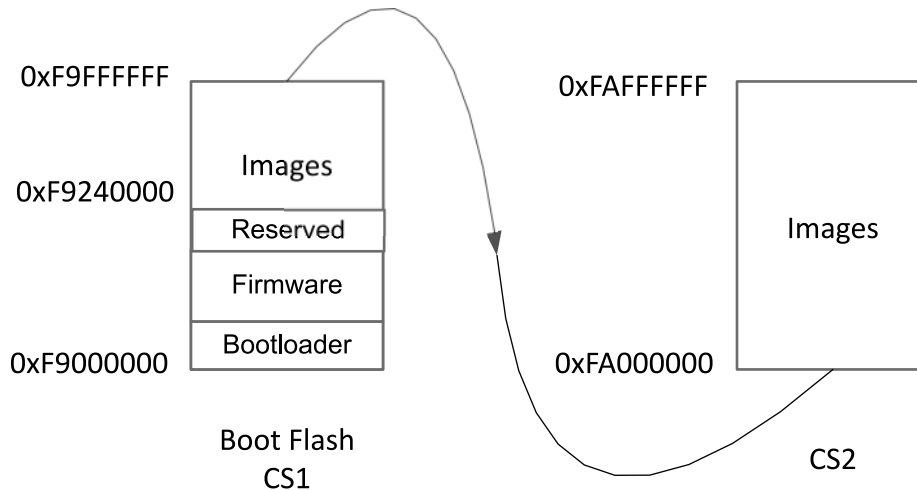 0xF9FFFFFF
Images
0xF9240000
Reserved
Firmware
Bootloader
0xF9000000
Boot Flash
CS1
0xFAFFFFFF
Images
0xFA000000
CS2